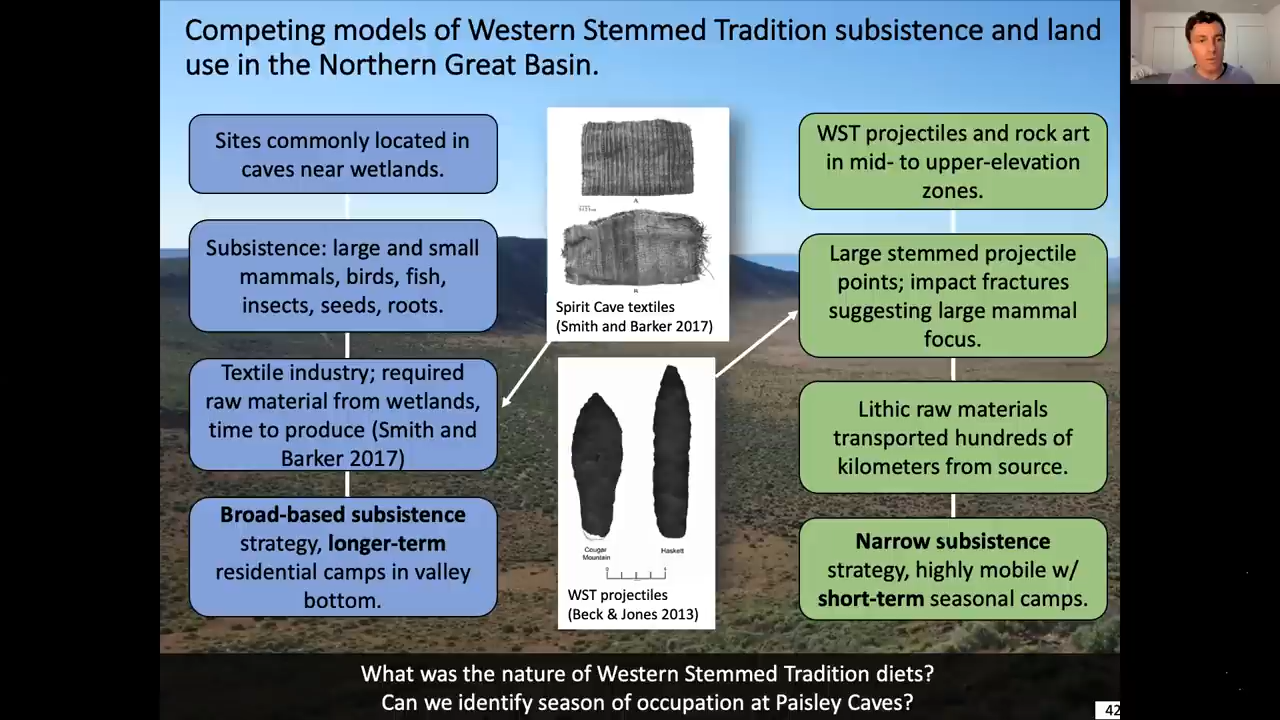 Competing models of Western Stemmed Tradition subsistence and land
use in the Northern Great Basin.
Sites commonly located in
caves near wetlands.
Subsistence: large and small
mammals, birds, fish,
insects, seeds, roots.
Textile industry; required
raw material from wetlands,
time to produce (Smith and
Barker 2017)
Broad-based subsistence
strategy, longer-term
residential camps in valley
bottom.
A
B
Spirit Cave textiles
(Smith and Barker 2017)
Cougar
Mountain
Haskett
0 4
WST projectiles
(Beck & Jones 2013)
WST projectiles and rock art
in mid- to upper-elevation
zones.
Large stemmed projectile
points; impact fractures
suggesting large mammal
focus.
Lithic raw materials
transported hundreds of
kilometers from source.
Narrow subsistence
strategy, highly mobile w/
short-term seasonal camps.
What was the nature of Western Stemmed Tradition diets?
Can we identify season of occupation at Paisley Caves?
42